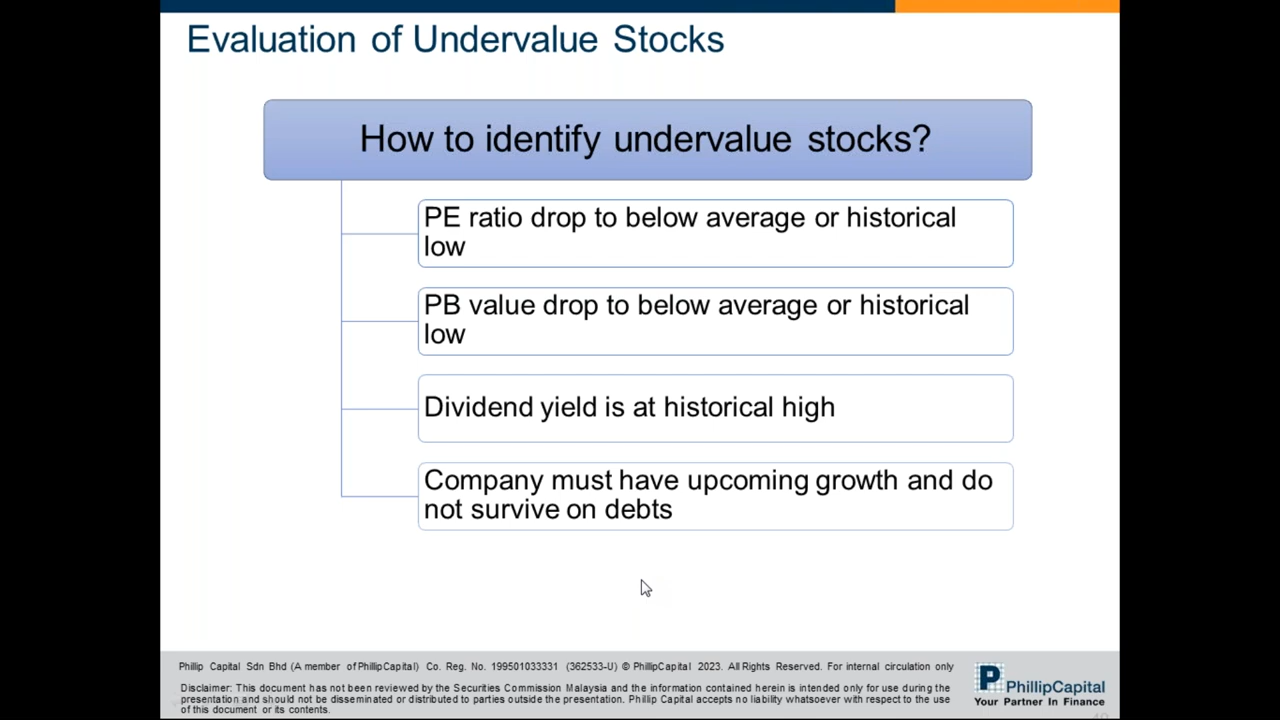 Evaluation of Undervalue Stocks
How to identify undervalue stocks?
PE ratio drop to below average or historical
low
PB value drop to below average or historical
low
Dividend yield is at historical high
Company must have upcoming growth and do
not survive on debts
Phillip Capital Sdn Bhd (A member of PhillipCapital) Co. Reg. No. 199501033331 (362533-U) © PhillipCapital 2023. All Rights Reserved. For internal circulation only
Disclaimer: This document has not been reviewed by the Securities Commission Malaysia and the information contained herein is intended only for use during the
presentation and should not be disseminated or distributed to parties outside the presentation. Phillip Capital accepts no liability whatsoever with respect to the use
of this document or its contents.
PhillipCapital
Your Partner In Finance